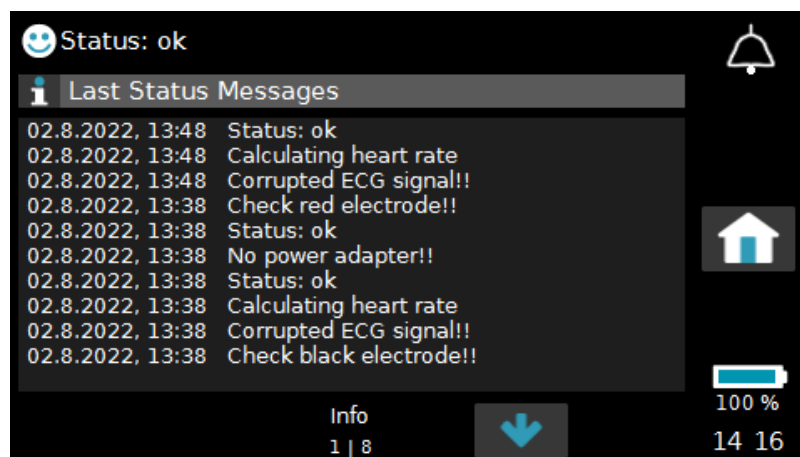 Status: ok
i Last Status Messages
02.8.2022, 13:48 Status: ok
02.8.2022, 13:48 Calculating heart rate
02.8.2022, 13:48 Corrupted ECG signal!!
02.8.2022, 13:38 Check red electrode!!
02.8.2022, 13:38 Status: ok
02.8.2022, 13:38 No power adapter!!
02.8.2022, 13:38 Status: ok
02.8.2022, 13:38 Calculating heart rate
02.8.2022, 13:38 Corrupted ECG signal!!
02.8.2022, 13:38 Check black electrode!!
Info
1 | 8
100 %
14 16